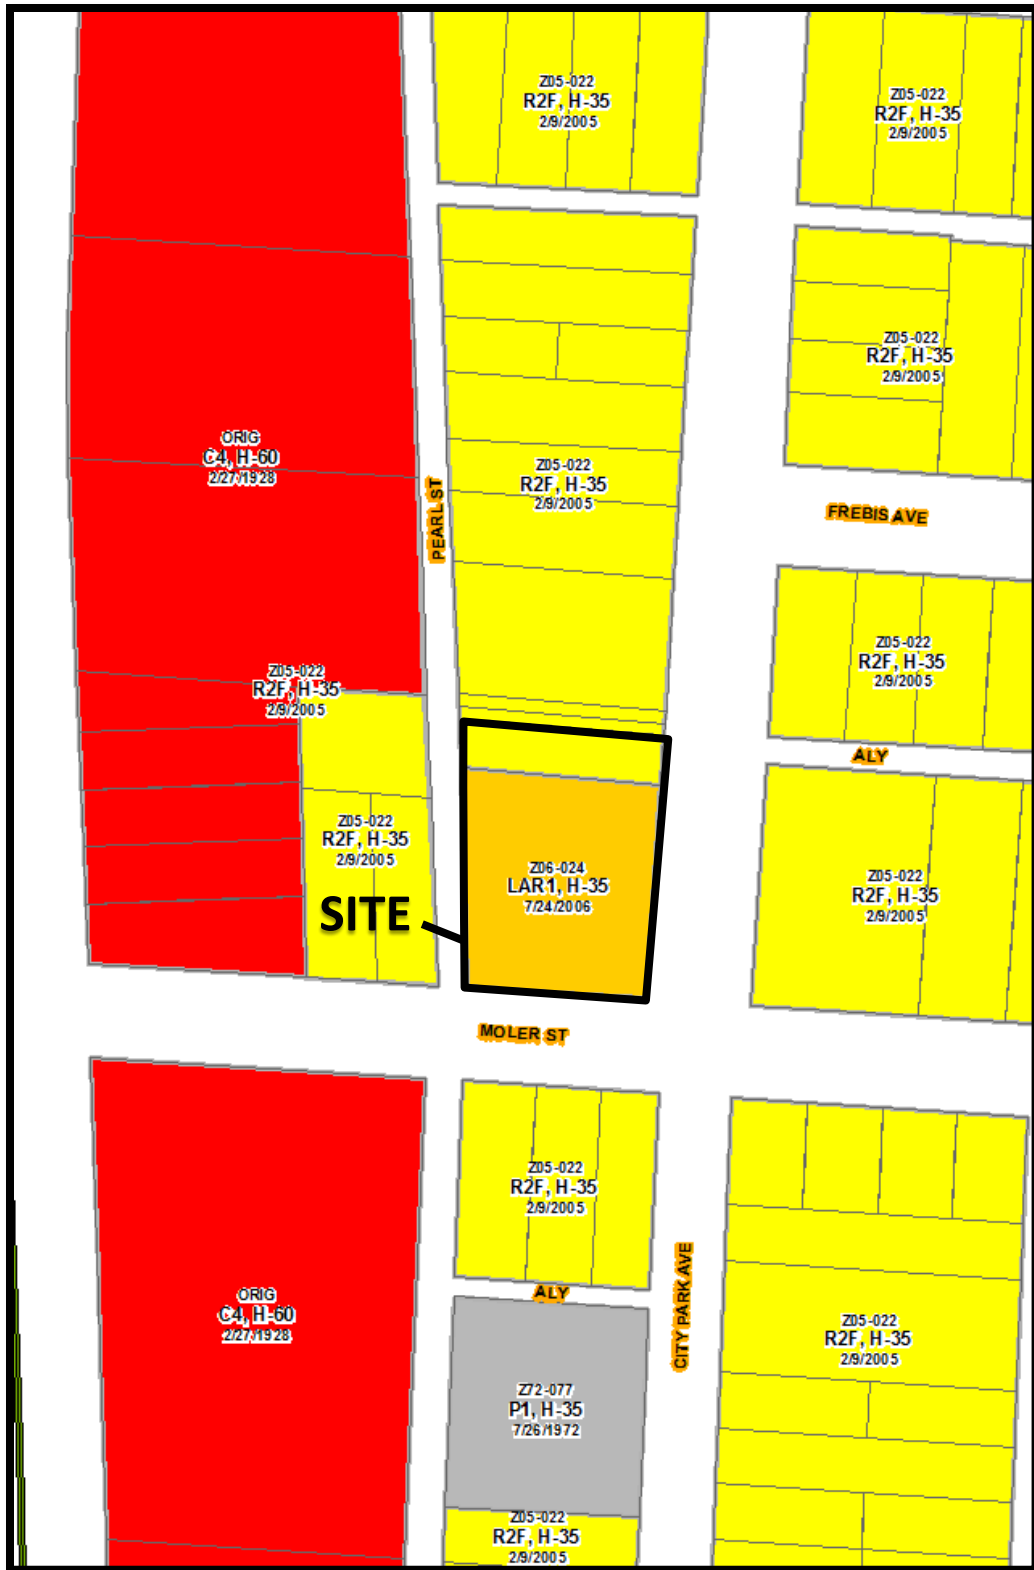 Z05-022
R2F, H-35
2/9/2005
Z05-022
R2F, H-35
2/9/2005
Z05-022
R2F, H-35
2/9/2005
ORIG
C4, H-60
2/27/1928
Z05-022
R2F, H-35
2/9/2005
PEARL ST
FREBIS AVE
Z05-022
R2F, H-35
2/9/2005
Z05-022
R2F, H-35
2/9/2005
ALY
Z05-022
R2F, H-35
2/9/2005
Z06-024
LAR1, H-35
7/24/2006
Z05-022
R2F, H-35
2/9/2005
SITE
MOLER ST
Z05-022
R2F, H-35
2/9/2005
ALY
CITY PARK AVE
ORIG
C4, H-60
2/27/1928
Z05-022
R2F, H-35
2/9/2005
Z72-077
P1, H-35
7/26/1972
Z05-022
R2F, H-35
2/9/2005